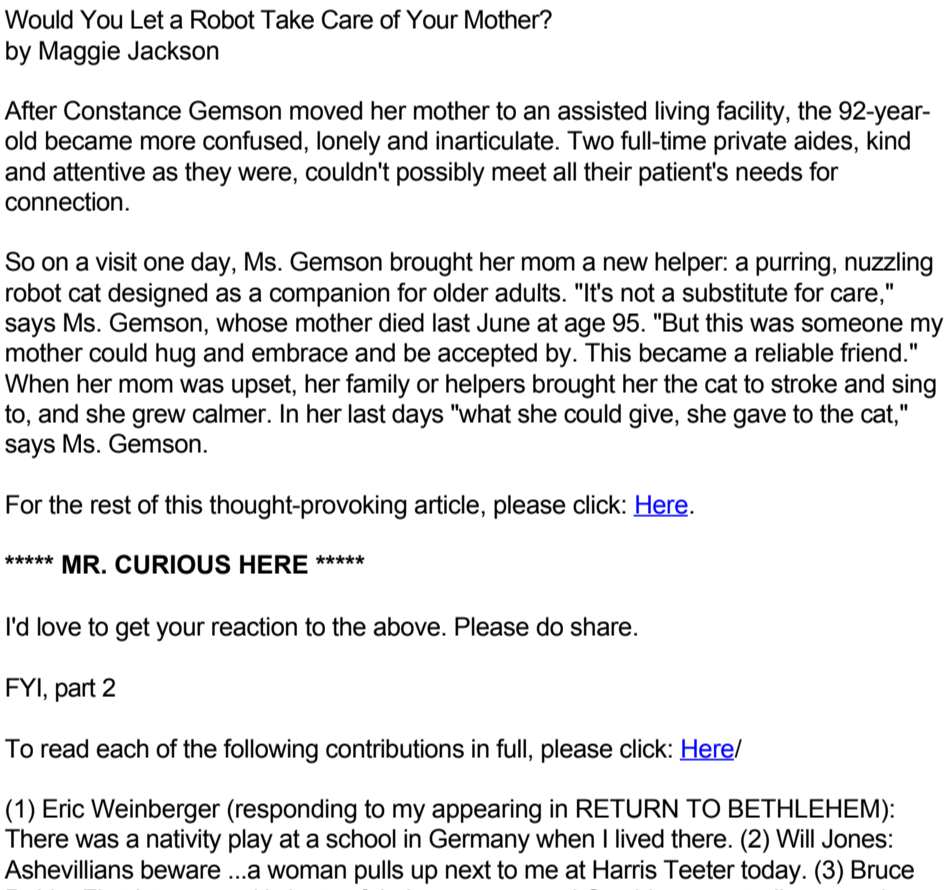 Would You Let a Robot Take Care of Your Mother?
by Maggie Jackson
After Constance Gemson moved her mother to an assisted living facility, the 92-year-
old became more confused, lonely and inarticulate. Two full-time private aides, kind
and attentive as they were, couldn't possibly meet all their patient's needs for
connection.
So on a visit one day, Ms. Gemson brought her mom a new helper: a purring, nuzzling
robot cat designed as a companion for older adults. "It's not a substitute for care,"
says Ms. Gemson, whose mother died last June at age 95. "But this was someone my
mother could hug and embrace and be accepted by. This became a reliable friend."
When her mom was upset, her family or helpers brought her the cat to stroke and sing
to, and she grew calmer. In her last days "what she could give, she gave to the cat,"
says Ms. Gemson.
For the rest of this thought-provoking article, please click: Here.
***** MR. CURIOUS HERE *****
I'd love to get your reaction to the above. Please do share.
FYI, part 2
To read each of the following contributions in full, please click: Here/
(1) Eric Weinberger (responding to my appearing in RETURN TO BETHLEHEM):
There was a nativity play at a school in Germany when I lived there. (2) Will Jones:
Ashevillians beware ...a woman pulls up next to me at Harris Teeter today. (3) Bruce